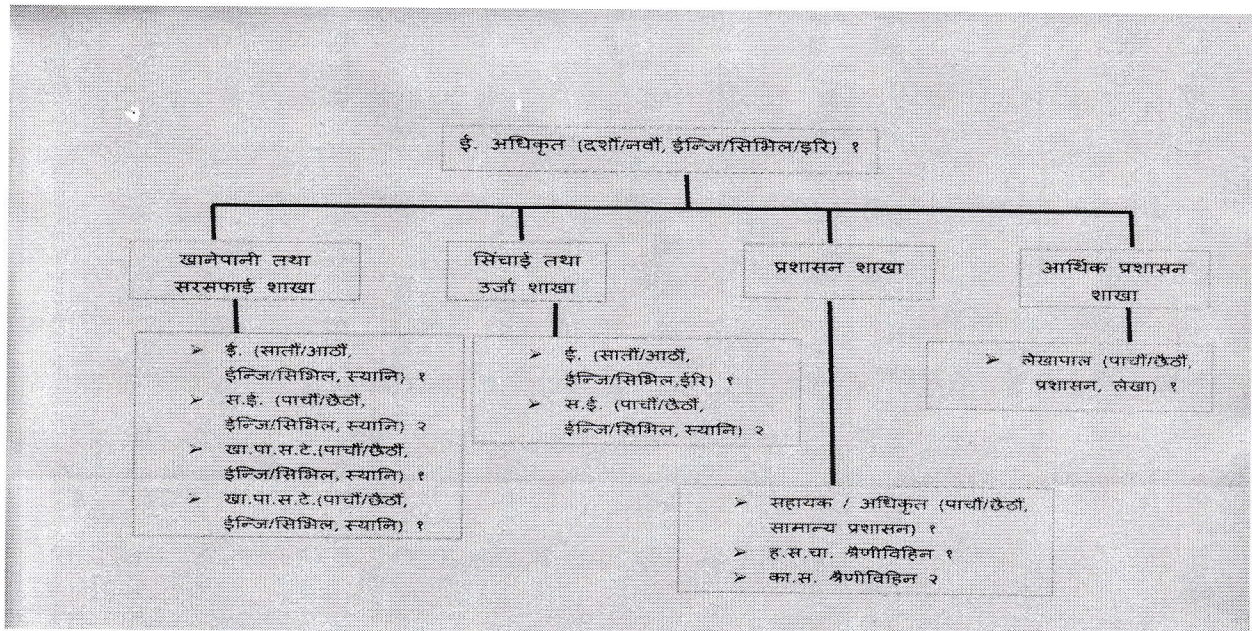 ई. अधिकृत (दशौं/नवौं, ईन्जि/सिभिल/इरि) १
खानेपानी तथा
सरसफाई शाखा
सिंचाई तथा
उर्जा शाखा
प्रशासन शाखा
आर्थिक प्रशासन
शाखा
➢ ई. (सातौं/आठौं,
ईन्जि/सिभिल, स्यानि) १
➢ स.ई. (पाचौं/छैठौं,
ईन्जि/सिभिल, स्यानि) २
➢ खा.पा.स.टे.(पाचौं/छैठौं,
ईन्जि/सिभिल, स्यानि) १
➢ खा.पा.स.टे.(पाचौं/छैठौं,
ईन्जि/सिभिल, स्यानि) १
➢ ई. (सातौं/आठौं,
ईन्जि/सिभिल,ईरि) १
➢ स.ई. (पाचौं/छैठौं,
ईन्जि/सिभिल, स्यानि) २
➢ लेखापाल (पाचौं/छैठौं,
प्रशासन, लेखा) १
➢ सहायक / अधिकृत (पाचौं/छैठौं,
सामान्य प्रशासन) १
➢ ह.स.चा. श्रैणीविहिन १
➢ का.स. श्रैणीविहिन २